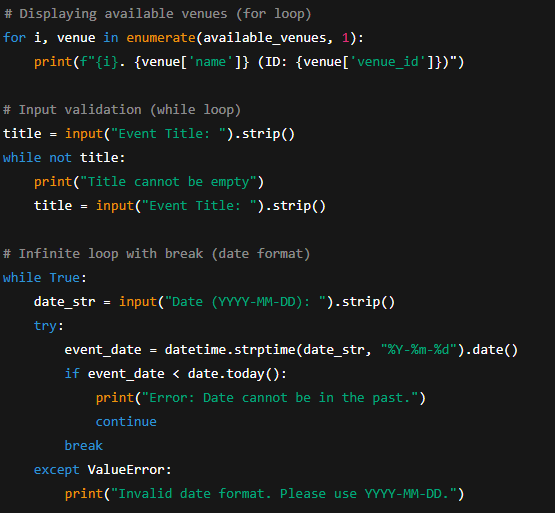 # Displaying available venues (for loop)
for i, venue in enumerate(available_venues, 1):
    print(f"{i}. {venue['name']} (ID: {venue['venue_id']})")

# Input validation (while loop)
title = input("Event Title: ").strip()
while not title:
    print("Title cannot be empty")
    title = input("Event Title: ").strip()

# Infinite loop with break (date format)
while True:
    date_str = input("Date (YYYY-MM-DD): ").strip()
    try:
        event_date = datetime.strptime(date_str, "%Y-%m-%d").date()
        if event_date < date.today():
            print("Error: Date cannot be in the past.")
            continue
        break
    except ValueError:
        print("Invalid date format. Please use YYYY-MM-DD.")